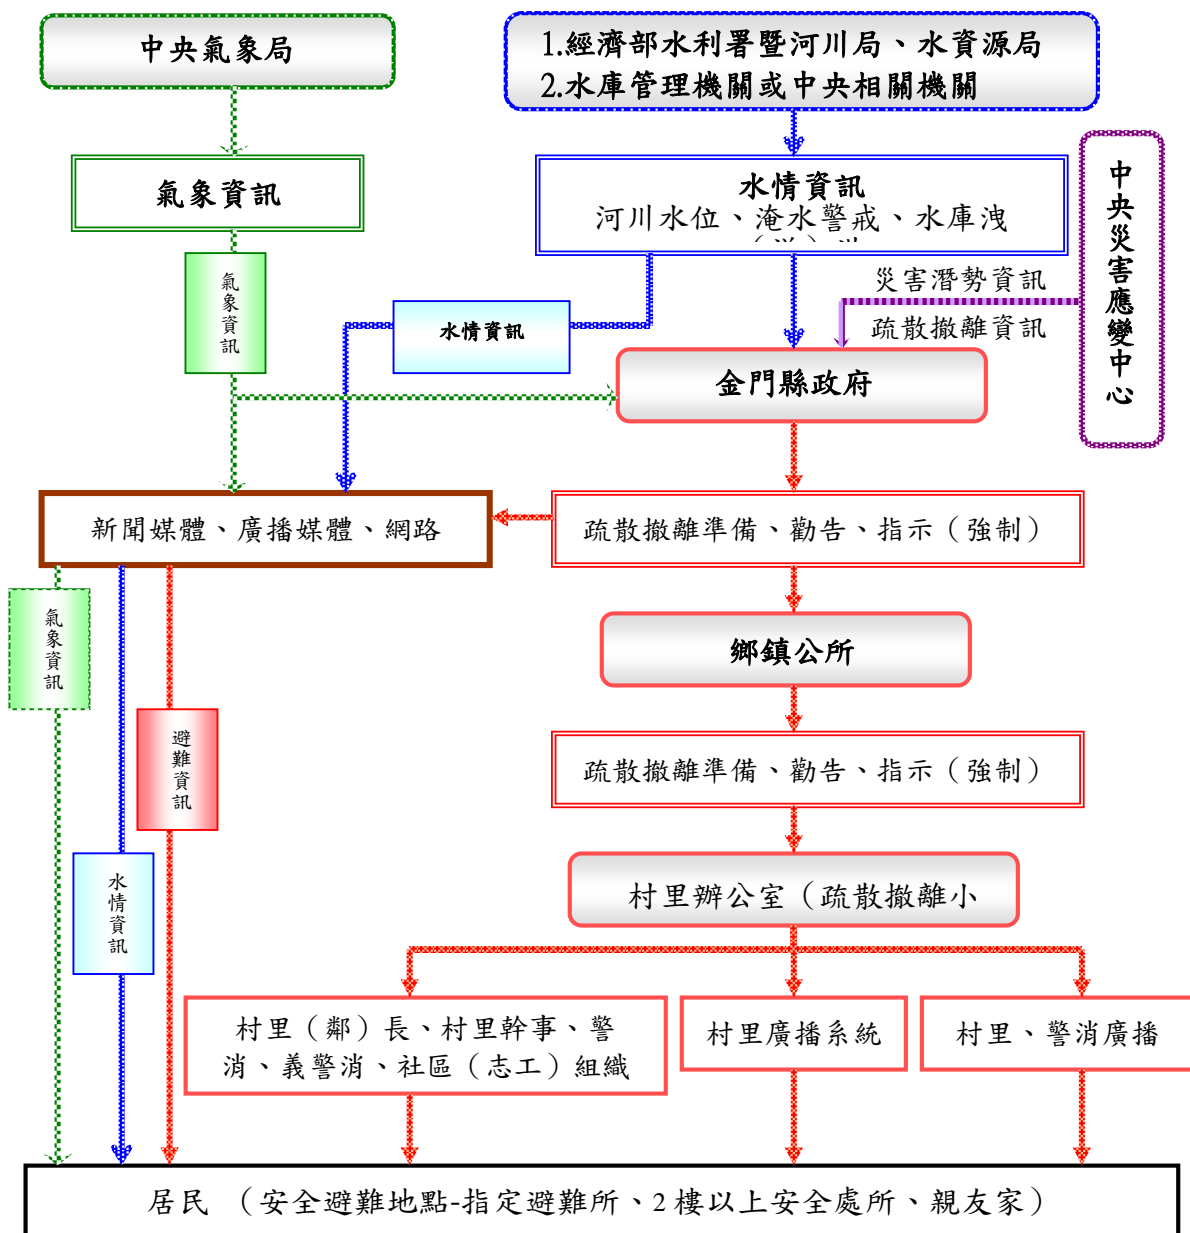 中央氣象局
1.經濟部水利署暨河川局、水資源局
2.水庫管理機關或中央相關機關
氣象資訊
水情資訊
河川水位、淹水警戒、水庫洩
中央災害應變中心
氣象資訊
水情資訊
災害潛勢資訊
疏散撤離資訊
金門縣政府
新聞媒體、廣播媒體、網路
疏散撤離準備、勸告、指示（強制）
氣象資訊
鄉鎮公所
避難資訊
疏散撤離準備、勸告、指示（強制）
水情資訊
村里辦公室（疏散撤離小
村里（鄰）長、村里幹事、警
消、義警消、社區（志工）組織
村里廣播系統
村里、警消廣播
居民 （安全避難地點-指定避難所、2樓以上安全處所、親友家）